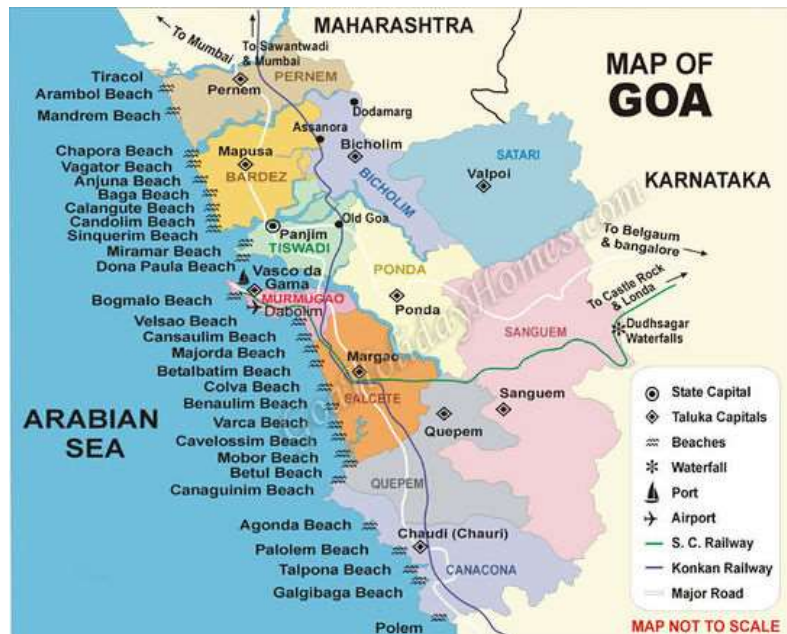 MAHARASHTRA
To Mumbai
To Sawantwadi
& Mumbai
MAP OF
GOA
Tiracol
Arambol Beach
Mandrem Beach
PERNEM
Pernem
Dodamarg
Assanora
Chapora Beach
Vagator Beach
Anjuna Beach
Baga Beach
Calangute Beach
Candolim Beach
Sinquerim Beach
Miramar Beach
Dona Paula Beach
Mapusa
BARDEZ
Bicholim
BICHOLIM
SATARI
Valpoi
KARNATAKA
Old Goa
Panjim
TISWADI
PONDA
Ponda
To Belgaum
& bangalore
To Castle Rock
& Londa
Vasco da
Gama
MURMUGAO
Dabolim
Bogmalo Beach
Velsao Beach
Cansaulim Beach
Majorda Beach
Betalbatim Beach
Colva Beach
Benaulim Beach
Varca Beach
Cavelossim Beach
Mobor Beach
Betul Beach
Canaguinim Beach
SANGUEM
Dudhsagar
Waterfalls
Margao
SALCETE
Sanguem
Quepem
QUEPEM
ARABIAN
SEA
Agonda Beach
Palolem Beach
Talpona Beach
Galgibaga Beach
Polem
Chaudi (Chauri)
CANACONA
State Capital
Taluka Capitals
Beaches
Waterfall
Port
Airport
S. C. Railway
Konkan Railway
Major Road
MAP NOT TO SCALE